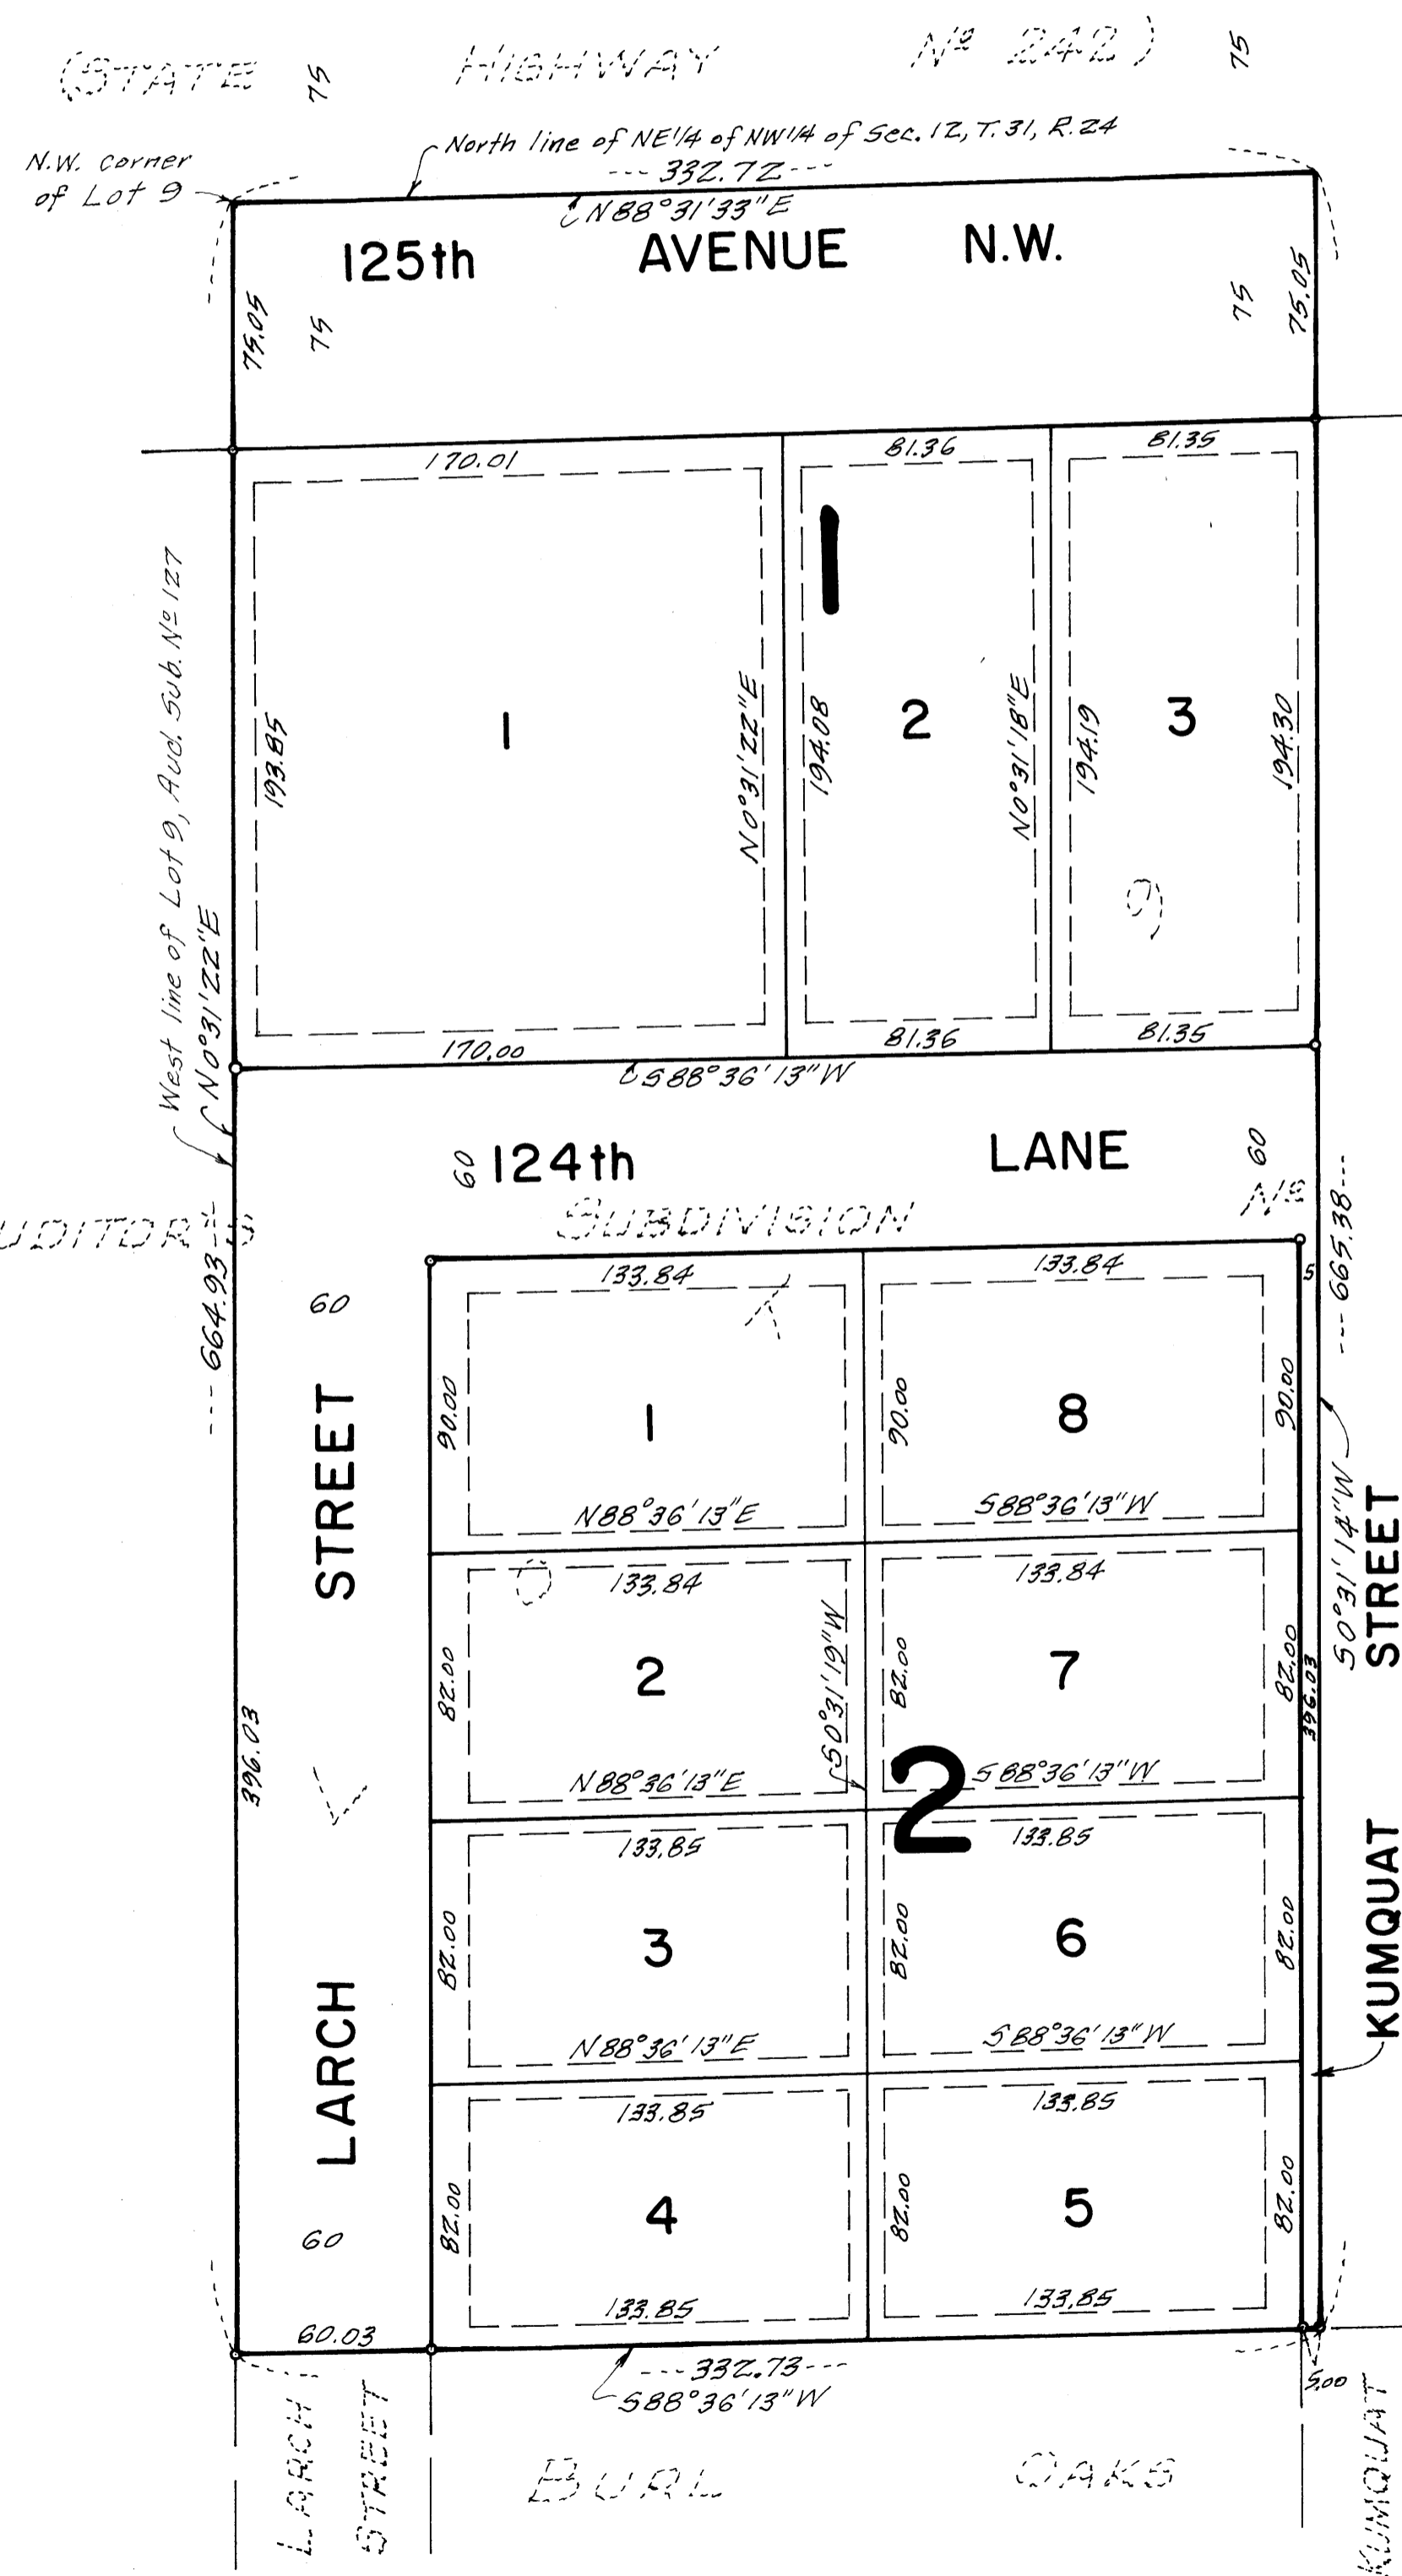 (STATE 75 HIGHWAY Nº 242) 75
North line of NE1/4 of NW1/4 of Sec. 12, T. 31, R. 24
N.W. corner
of Lot 9
--- 332.72 ---
N88°31'33"E
125th AVENUE N.W.
75.05
75
75
75.05
170.01
81.36
81.35
1
West line of Lot 9, Aud. Sub. Nº 127
N0°31'22"E
193.85
1
N0°31'22"E
194.08
2
N0°31'18"E
194.19
3
194.30
9
170.00
81.36
81.35
S88°36'13"W
60
124th LANE
60
UDITOR'S SUBDIVISION Nº
--- 664.93 ---
--- 665.38 ---
S0°31'14"W
133.84
133.84
5
60
90.00
1
90.00
8
90.00
N88°36'13"E
S88°36'13"W
LARCH STREET
KUMQUAT STREET
133.84
133.84
82.00
2
S0°31'19"W
82.00
7
82.00
396.03
396.03
N88°36'13"E
S88°36'13"W
2
133.85
133.85
82.00
3
82.00
6
82.00
N88°36'13"E
S88°36'13"W
133.85
133.85
82.00
4
82.00
5
82.00
60
133.85
133.85
60.03
--- 332.73 ---
S88°36'13"W
5.00
LARCH
STREET
BURL OAKS
KUMQUAT